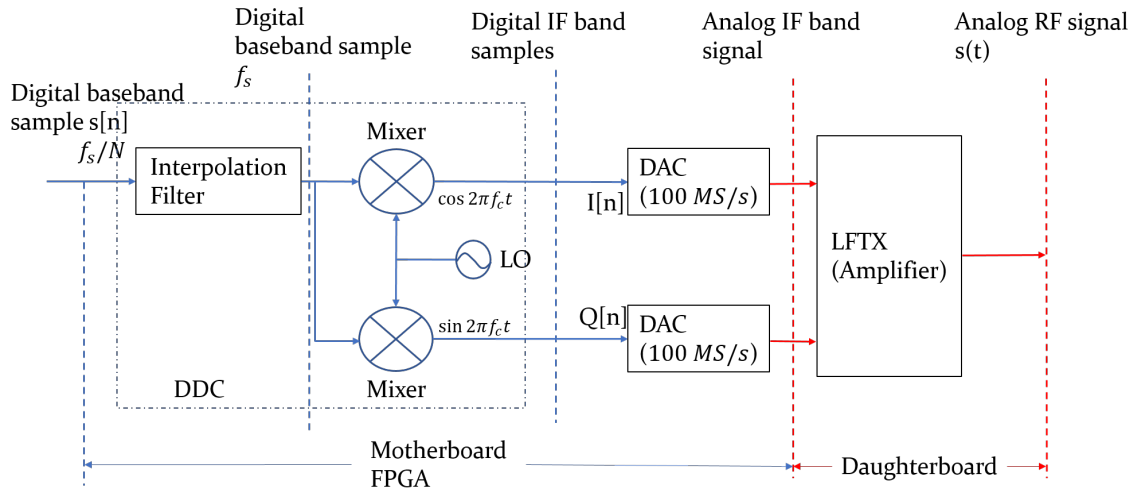 Digital
baseband sample
f_s
Digital IF band
samples
Analog IF band
signal
Analog RF signal
s(t)
Digital baseband
sample s[n]
f_s/N
Interpolation
Filter
Mixer
cos 2πf_ct
I[n]
DAC
(100 MS/s)
LO
LFTX
(Amplifier)
sin 2πf_ct
Q[n]
DAC
(100 MS/s)
Mixer
DDC
Motherboard
FPGA
Daughterboard